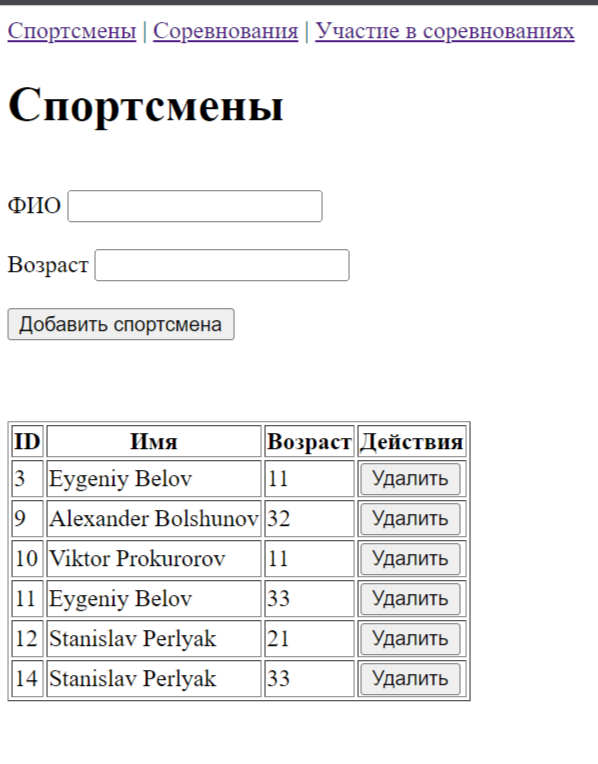 Спортсмены | Соревнования | Участие в соревнованиях
Спортсмены
ФИО
Возраст
Добавить спортсмена
ID Имя Возраст Действия
3 Eygeniy Belov 11 Удалить
9 Alexander Bolshunov 32 Удалить
10 Viktor Prokurorov 11 Удалить
11 Eygeniy Belov 33 Удалить
12 Stanislav Perlyak 21 Удалить
14 Stanislav Perlyak 33 Удалить